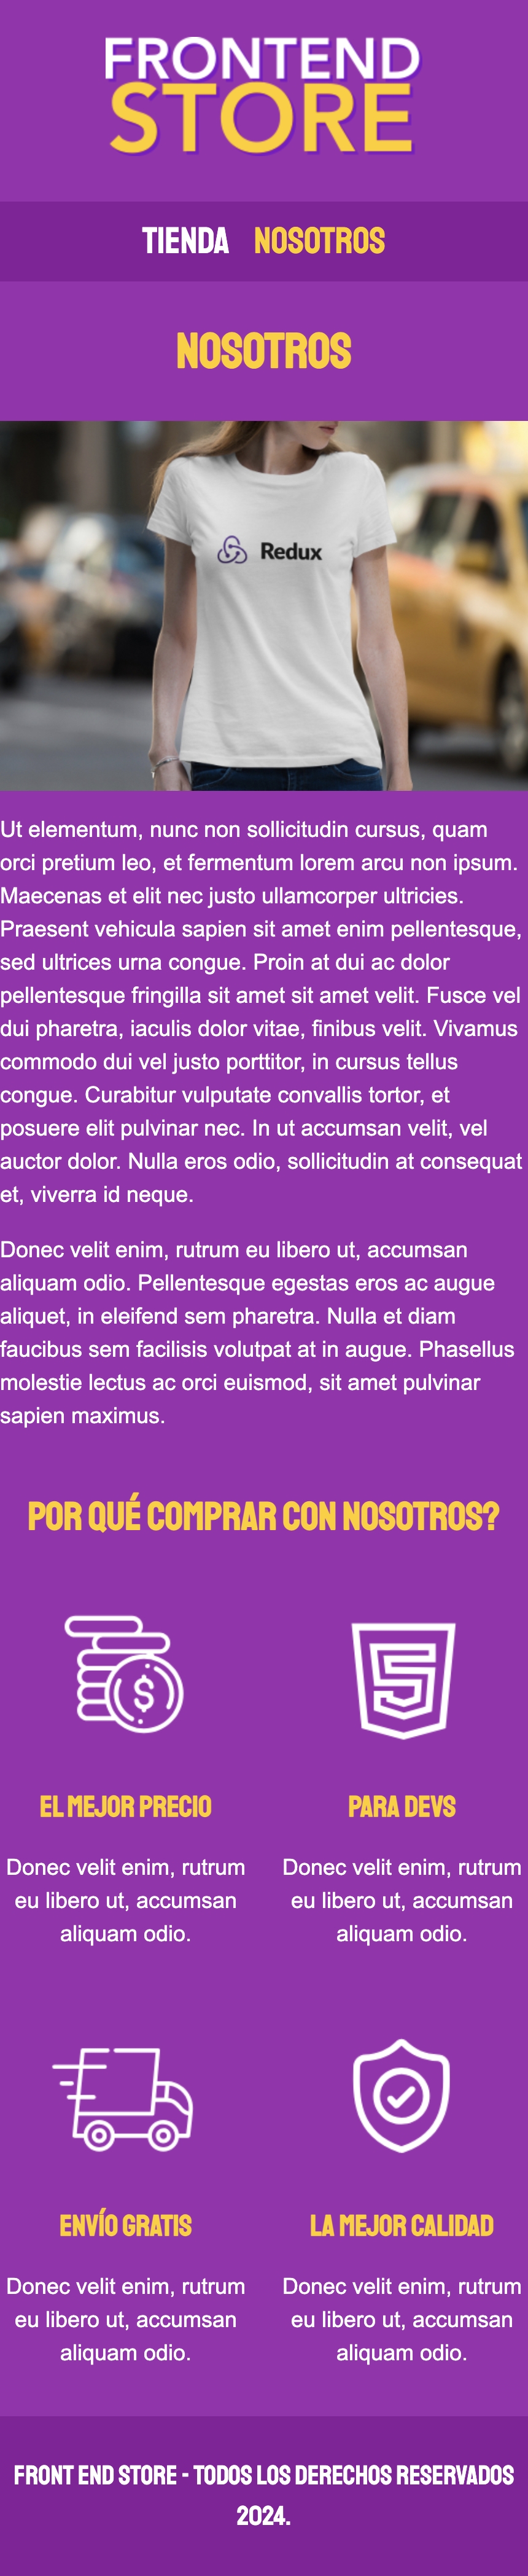 FRONTEND
STORE
TIENDA NOSOTROS
NOSOTROS
Redux
Ut elementum, nunc non sollicitudin cursus, quam
orci pretium leo, et fermentum lorem arcu non ipsum.
Maecenas et elit nec justo ullamcorper ultricies.
Praesent vehicula sapien sit amet enim pellentesque,
sed ultrices urna congue. Proin at dui ac dolor
pellentesque fringilla sit amet sit amet velit. Fusce vel
dui pharetra, iaculis dolor vitae, finibus velit. Vivamus
commodo dui vel justo porttitor, in cursus tellus
congue. Curabitur vulputate convallis tortor, et
posuere elit pulvinar nec. In ut accumsan velit, vel
auctor dolor. Nulla eros odio, sollicitudin at consequat
et, viverra id neque.
Donec velit enim, rutrum eu libero ut, accumsan
aliquam odio. Pellentesque egestas eros ac augue
aliquet, in eleifend sem pharetra. Nulla et diam
faucibus sem facilisis volutpat at in augue. Phasellus
molestie lectus ac orci euismod, sit amet pulvinar
sapien maximus.
POR QUÉ COMPRAR CON NOSOTROS?
$
5
EL MEJOR PRECIO
Donec velit enim, rutrum
eu libero ut, accumsan
aliquam odio.
PARA DEVS
Donec velit enim, rutrum
eu libero ut, accumsan
aliquam odio.
ENVÍO GRATIS
Donec velit enim, rutrum
eu libero ut, accumsan
aliquam odio.
LA MEJOR CALIDAD
Donec velit enim, rutrum
eu libero ut, accumsan
aliquam odio.
FRONT END STORE - TODOS LOS DERECHOS RESERVADOS
2024.